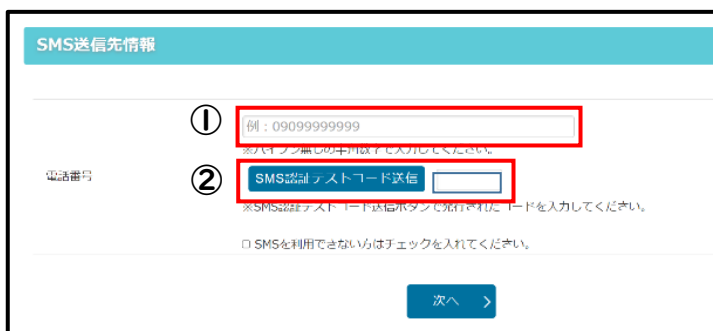 SMS送信先情報
①
例：09099999999
※ハイフン無しの半角数字で入力してください。
電話番号
②
SMS認証テストコード送信
※SMS認証テストコード送信ボタンで発行されたコードを入力してください。
SMSを利用できない方はチェックを入れてください。
次へ